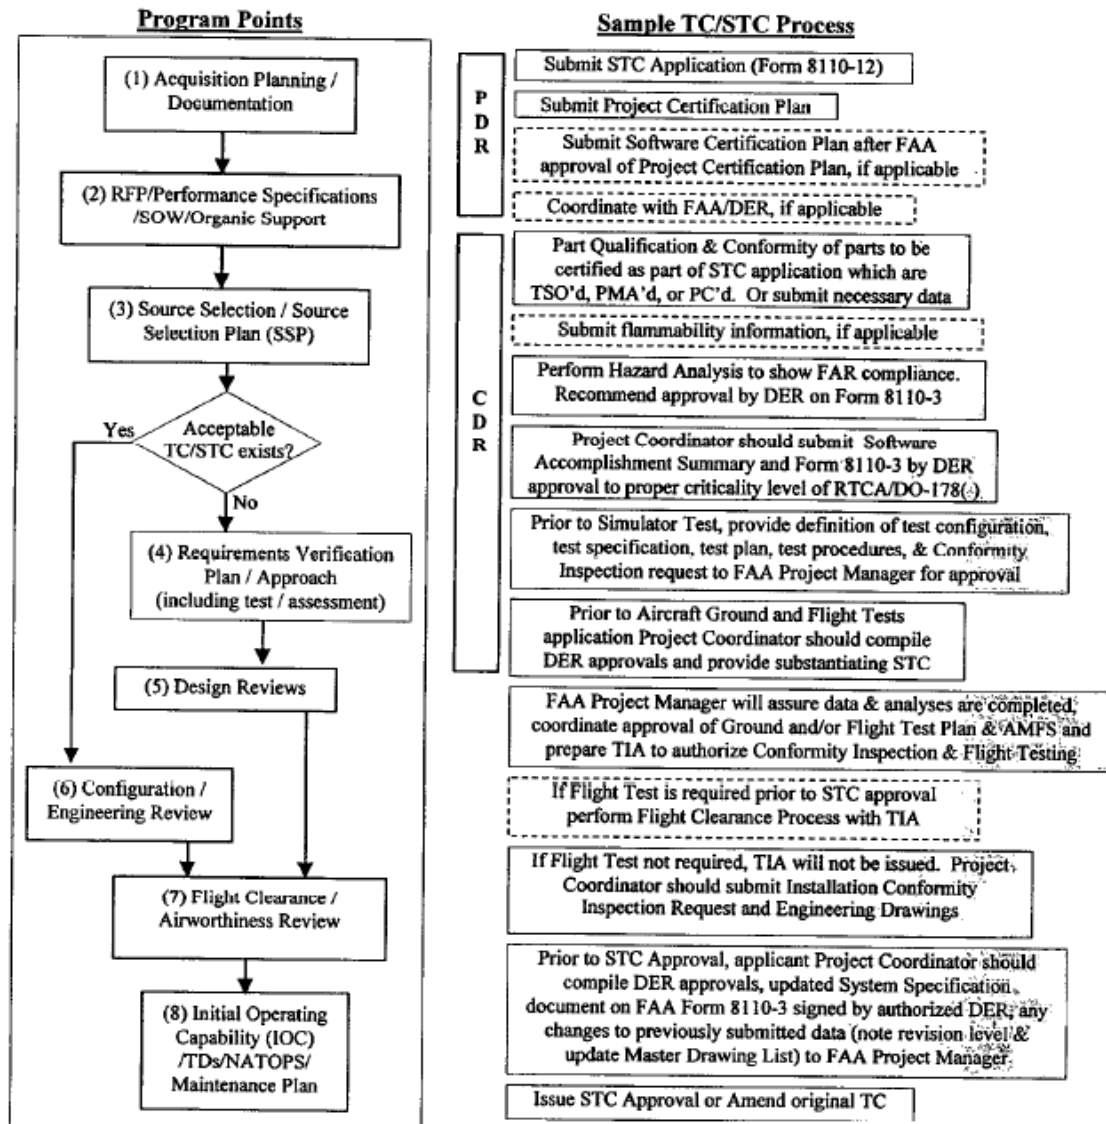 Program Points
(1) Acquisition Planning /
Documentation
(2) RFP/Performance Specifications
/SOW/Organic Support
(3) Source Selection / Source
Selection Plan (SSP)
Yes
Acceptable
TC/STC exists?
No
(4) Requirements Verification
Plan / Approach
(including test / assessment)
(5) Design Reviews
(6) Configuration /
Engineering Review
(7) Flight Clearance /
Airworthiness Review
(8) Initial Operating
Capability (IOC)
/TDs/NATOPS/
Maintenance Plan
Sample TC/STC Process
P
D
R
Submit STC Application (Form 8110-12)
Submit Project Certification Plan
Submit Software Certification Plan after FAA
approval of Project Certification Plan, if applicable
Coordinate with FAA/DER, if applicable
C
D
R
Part Qualification & Conformity of parts to be
certified as part of STC application which are
TSO'd, PMA'd, or PC'd. Or submit necessary data
Submit flammability information, if applicable
Perform Hazard Analysis to show FAR compliance.
Recommend approval by DER on Form 8110-3
Project Coordinator should submit Software
Accomplishment Summary and Form 8110-3 by DER
approval to proper criticality level of RTCA/DO-178(-)
Prior to Simulator Test, provide definition of test configuration,
test specification, test plan, test procedures, & Conformity
Inspection request to FAA Project Manager for approval
Prior to Aircraft Ground and Flight Tests
application Project Coordinator should compile
DER approvals and provide substantiating STC
FAA Project Manager will assure data & analyses are completed,
coordinate approval of Ground and/or Flight Test Plan & AMFS and
prepare TIA to authorize Conformity Inspection & Flight Testing
If Flight Test is required prior to STC approval
perform Flight Clearance Process with TIA
If Flight Test not required, TIA will not be issued. Project
Coordinator should submit Installation Conformity
Inspection Request and Engineering Drawings
Prior to STC Approval, applicant Project Coordinator should
compile DER approvals, updated System Specification
document on FAA Form 8110-3 signed by authorized DER, any
changes to previously submitted data (note revision level &
update Master Drawing List) to FAA Project Manager
Issue STC Approval or Amend original TC